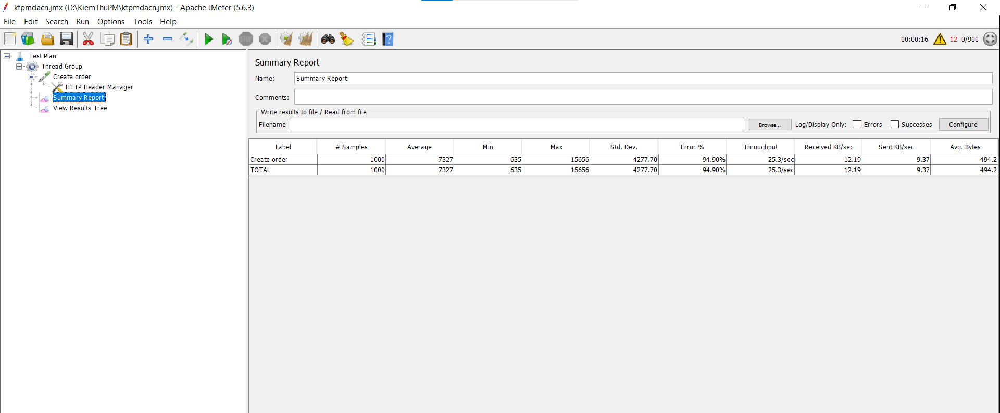 ktpmdacn.jmx (D:\KiemThuPM\ktpmdacn.jmx) - Apache JMeter (5.6.3)
File Edit Search Run Options Tools Help
STOP
00:00:16 12 0/900
Test Plan
Thread Group
Create order
HTTP Header Manager
Summary Report
View Results Tree
Summary Report
Name: Summary Report
Comments:
Write results to file / Read from file
Filename Browse... Log/Display Only: Errors Successes Configure
Label # Samples Average Min Max Std. Dev. Error % Throughput Received KB/sec Sent KB/sec Avg. Bytes
Create order 1000 7327 635 15656 4277.70 94.90% 25.3/sec 12.19 9.37 494.2
TOTAL 1000 7327 635 15656 4277.70 94.90% 25.3/sec 12.19 9.37 494.2